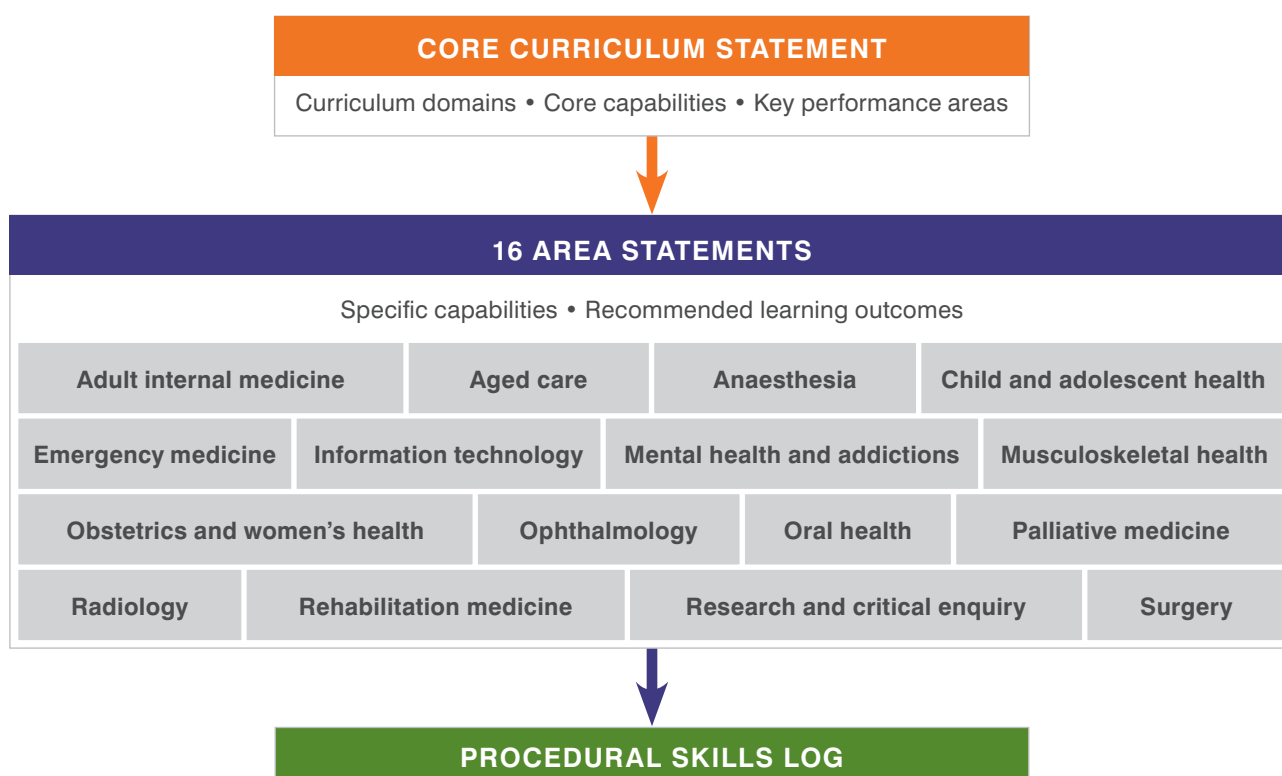 CORE CURRICULUM STATEMENT
Curriculum domains • Core capabilities • Key performance areas
16 AREA STATEMENTS
Specific capabilities • Recommended learning outcomes
Adult internal medicine Aged care Anaesthesia Child and adolescent health
Emergency medicine Information technology Mental health and addictions Musculoskeletal health
Obstetrics and women’s health Ophthalmology Oral health Palliative medicine
Radiology Rehabilitation medicine Research and critical enquiry Surgery
PROCEDURAL SKILLS LOG